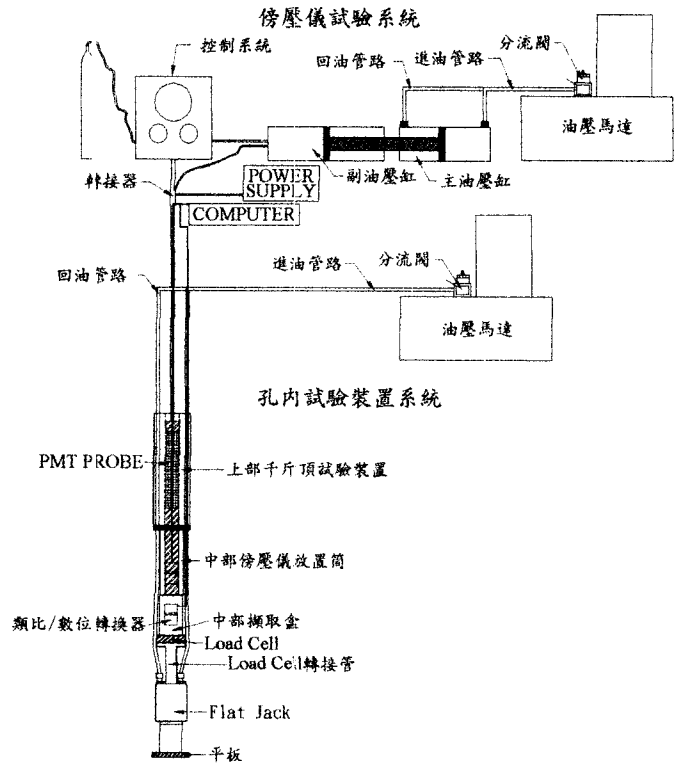 傍壓儀試驗系統
控制系統
回油管路
進油管路
分流閥
油壓馬達
副油壓缸
主油壓缸
轉接器
POWER
SUPPLY
COMPUTER
回油管路
進油管路
分流閥
油壓馬達
孔內試驗裝置系統
PMT PROBE
上部千斤頂試驗裝置
中部傍壓儀放置筒
類比/數位轉換器
中部擷取盒
Load Cell
Load Cell轉接管
Flat Jack
平板